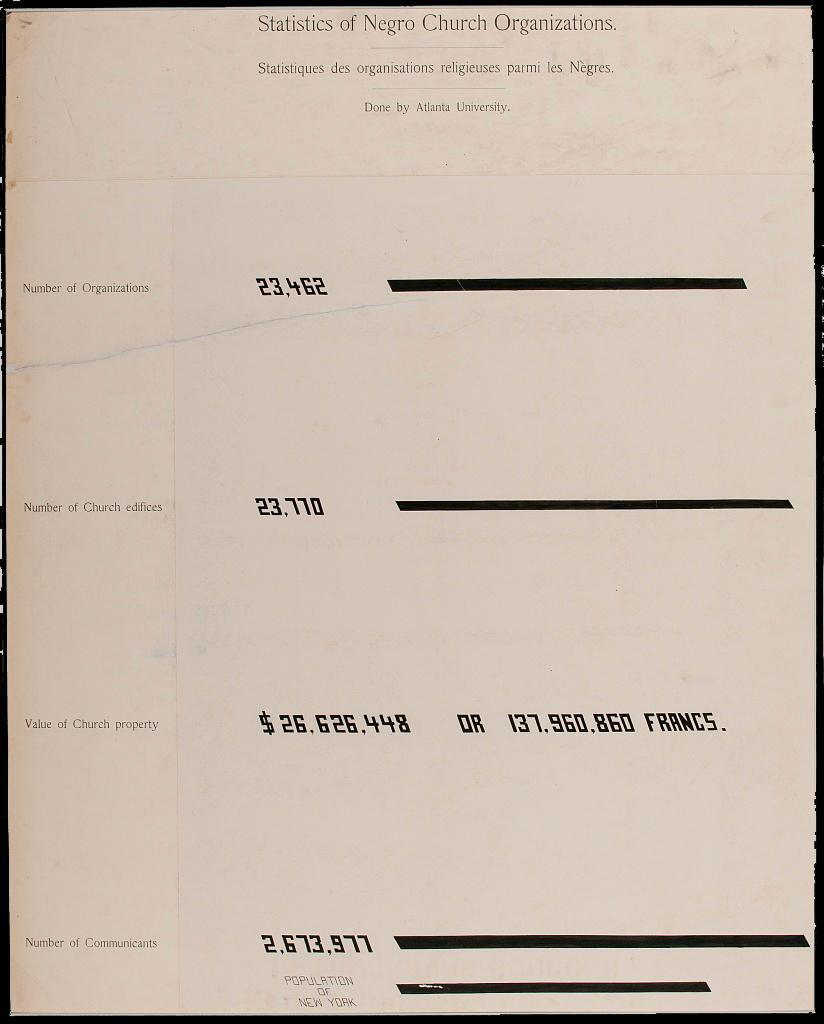 Statistics of Negro Church Organizations.
Statistiques des organisations religieuses parmi les Nègres.
Done by Atlanta University.
Number of Organizations 23,462
Number of Church edifices 23,770
Value of Church property $ 26,626,448 OR 137,960,860 FRANCS.
Number of Communicants 2,673,977
POPULATION
OF
NEW YORK